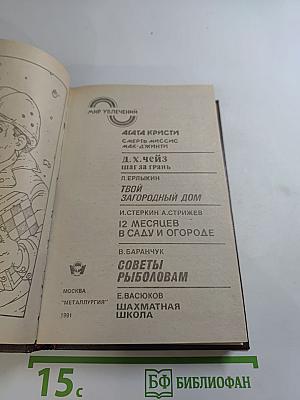 МИР УВЛЕЧЕНИЙ
АГАТА КРИСТИ
СМЕРТЬ МИССИС
МАК-ДЖИНТИ
Д.Х.ЧЕЙЗ
ШАГ ЗА ГРАНЬ
Л.ЕРЛЫКИН
ТВОЙ
ЗАГОРОДНЫЙ ДОМ
И.СТЕРКИН А.СТРИЖЕВ
12 МЕСЯЦЕВ
В САДУ И ОГОРОДЕ
В.БАРАНЧУК
СОВЕТЫ
РЫБОЛОВАМ
Е.ВАСЮКОВ
ШАХМАТНАЯ
ШКОЛА
МОСКВА
"МЕТАЛЛУРГИЯ"
1991
15 с
БФ БИБЛИОФАН